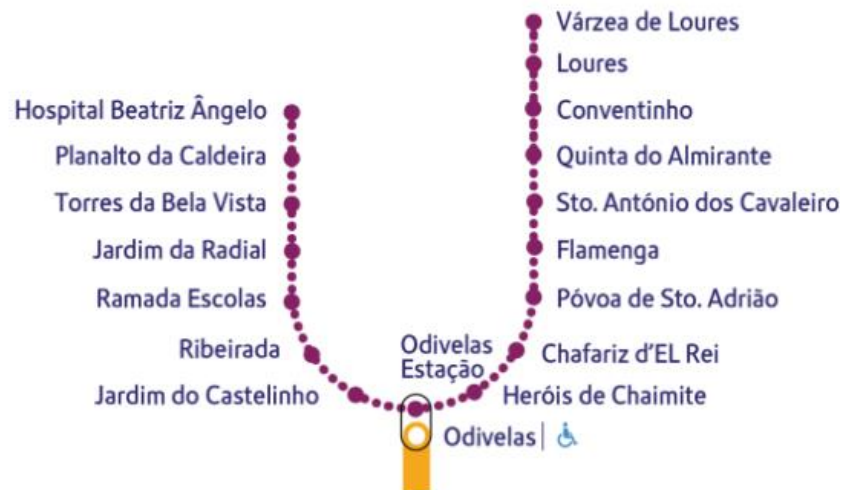 Várzea de Loures
Loures
Hospital Beatriz Ângelo
Conventinho
Planalto da Caldeira
Quinta do Almirante
Torres da Bela Vista
Sto. António dos Cavaleiro
Jardim da Radial
Flamenga
Ramada Escolas
Póvoa de Sto. Adrião
Ribeirada
Odivelas
Estação
Chafariz d'EL Rei
Jardim do Castelinho
Heróis de Chaimite
Odivelas